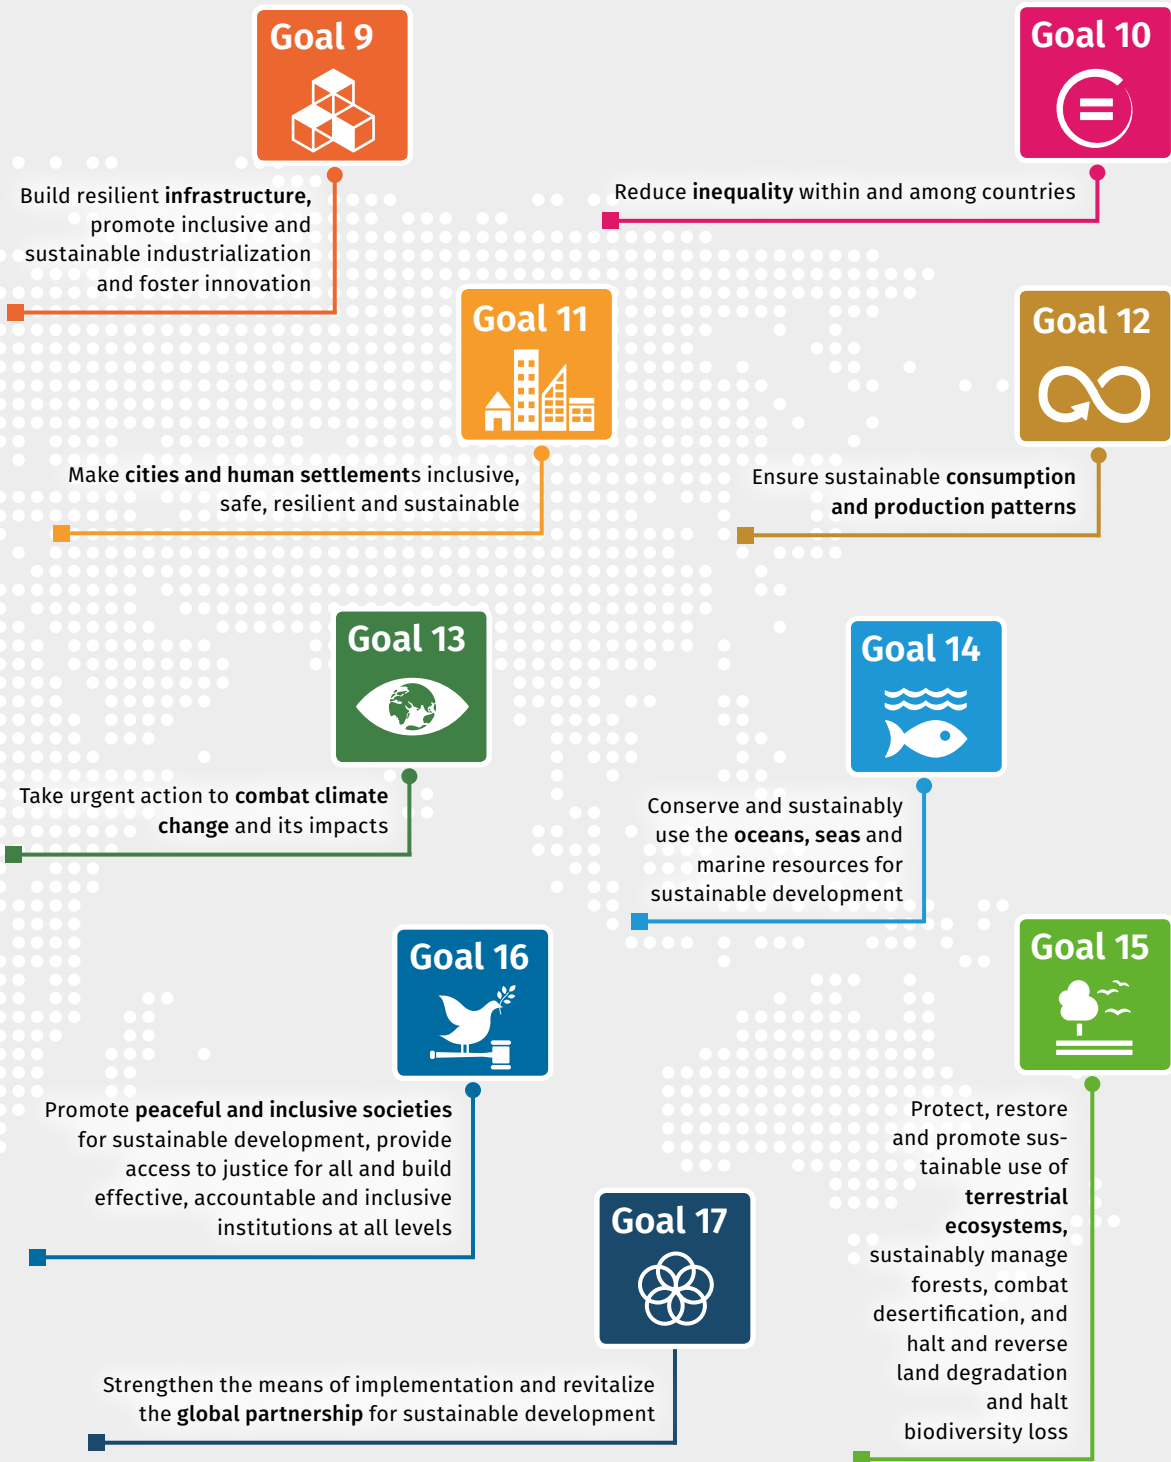 Goal 9
Build resilient infrastructure,
promote inclusive and
sustainable industrialization
and foster innovation
Goal 10
Reduce inequality within and among countries
Goal 11
Make cities and human settlements inclusive,
safe, resilient and sustainable
Goal 12
Ensure sustainable consumption
and production patterns
Goal 13
Take urgent action to combat climate
change and its impacts
Goal 14
Conserve and sustainably
use the oceans, seas and
marine resources for
sustainable development
Goal 16
Promote peaceful and inclusive societies
for sustainable development, provide
access to justice for all and build
effective, accountable and inclusive
institutions at all levels
Goal 15
Protect, restore
and promote sus-
tainable use of
terrestrial
ecosystems,
sustainably manage
forests, combat
desertification, and
halt and reverse
land degradation
and halt
biodiversity loss
Goal 17
Strengthen the means of implementation and revitalize
the global partnership for sustainable development